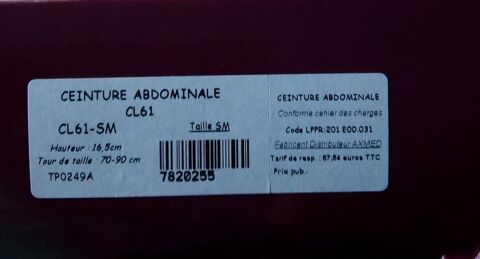 CEINTURE ABDOMINALE
CL61
CL61-SM
Taille SM
Hauteur : 16,5cm
Tour de taille : 70-90 cm
TP0249A
7820255
CEINTURE ABDOMINALE
Conforme cahier des charges
Code LPPR:201 E00.031
Fabricant Distributeur AXMED
Tarif de resp. : 57,64 euros TTC
Prix.pub.: